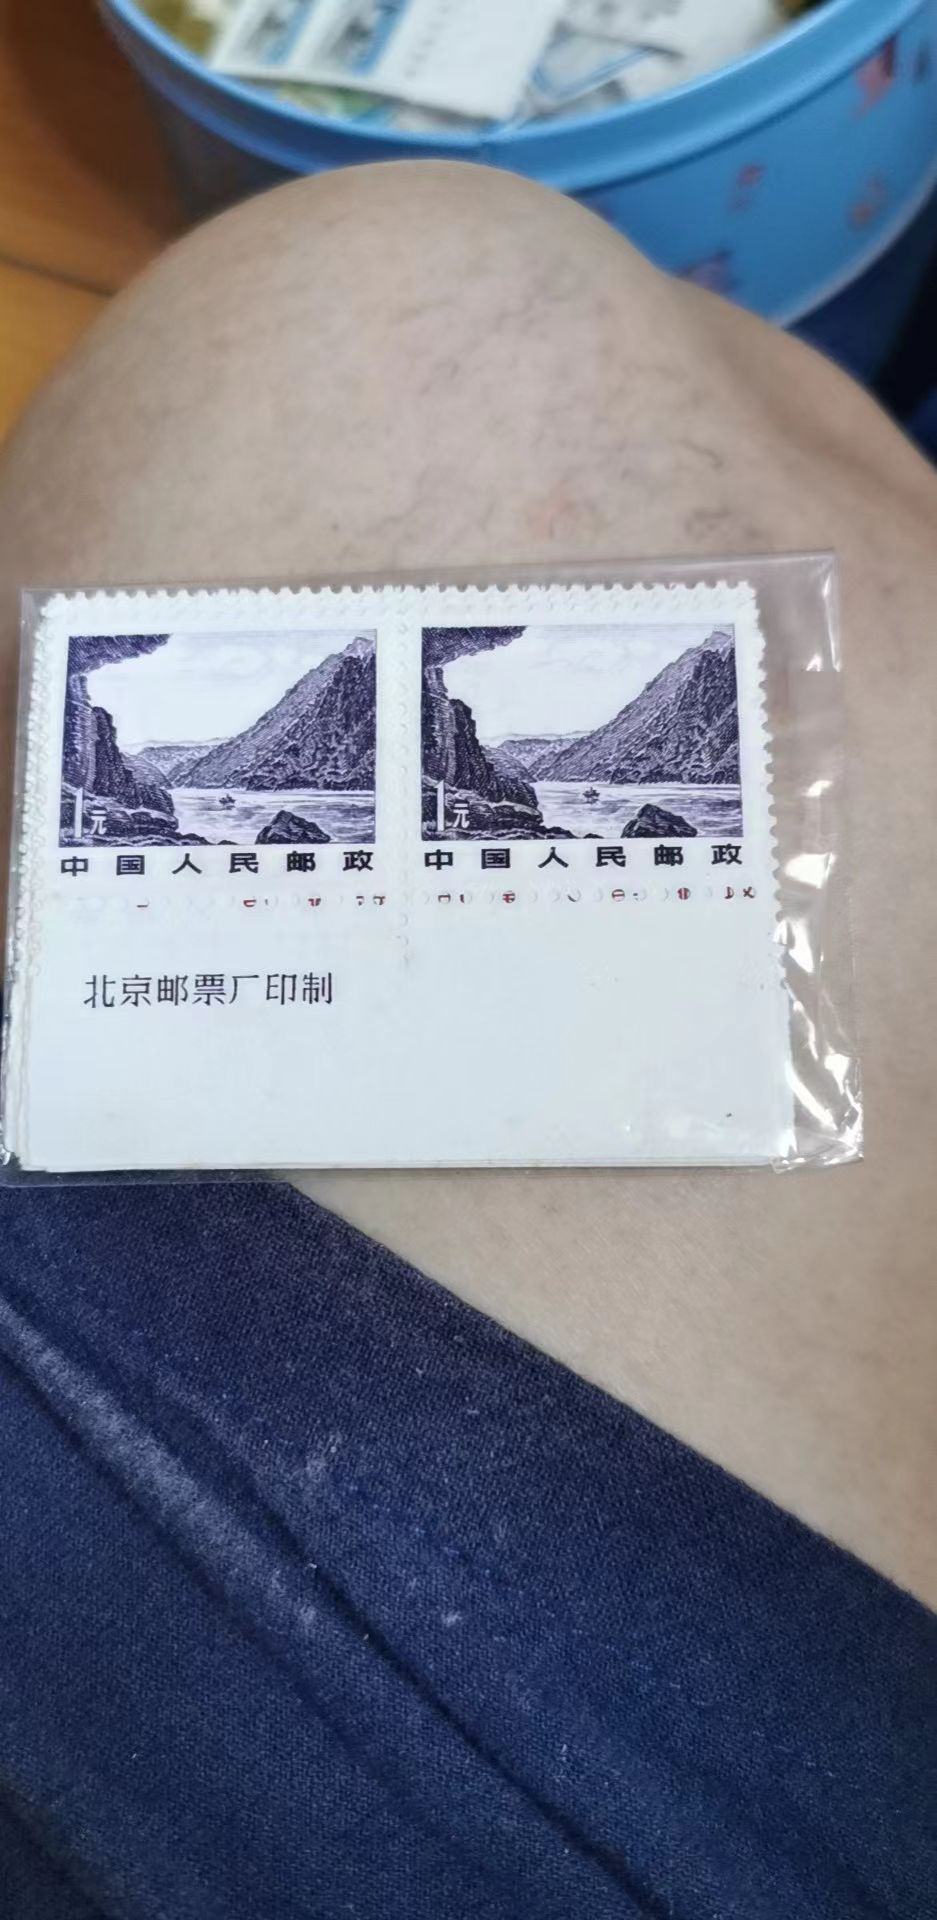 1元 1元
中国人民邮政 中国人民邮政
北京邮票厂印制